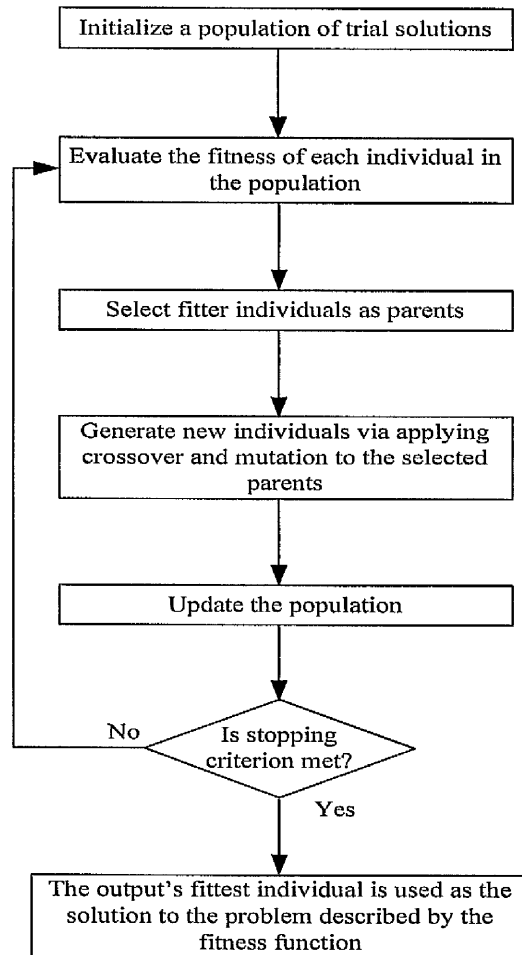 Initialize a population of trial solutions
Evaluate the fitness of each individual in
the population
Select fitter individuals as parents
Generate new individuals via applying
crossover and mutation to the selected
parents
Update the population
No
Is stopping
criterion met?
Yes
The output's fittest individual is used as the
solution to the problem described by the
fitness function